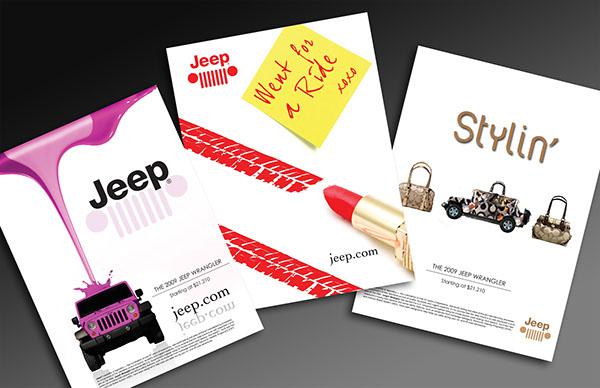 Jeep®
THE 2009 JEEP WRANGLER
Starting at $21,210
jeep.com
Jeep
Went for
a Ride
xoxo
jeep.com
Stylin'
THE 2009 JEEP WRANGLER
Starting at $21,210
Jeep